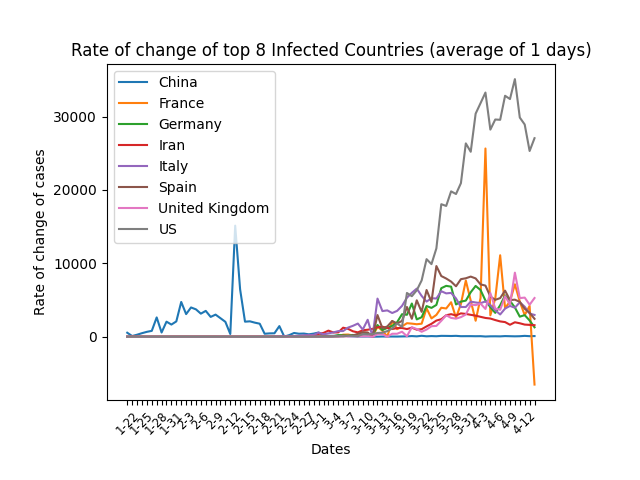 Rate of change of top 8 Infected Countries (average of 1 days)
China
France
Germany
Iran
Italy
Spain
United Kingdom
US
Rate of change of cases
30000
20000
10000
0
1-22 1-25 1-28 1-31 2-3 2-6 2-9 2-12 2-15 2-18 2-21 2-24 2-27 3-1 3-4 3-7 3-10 3-13 3-16 3-19 3-22 3-25 3-28 3-31 4-3 4-6 4-9 4-12
Dates